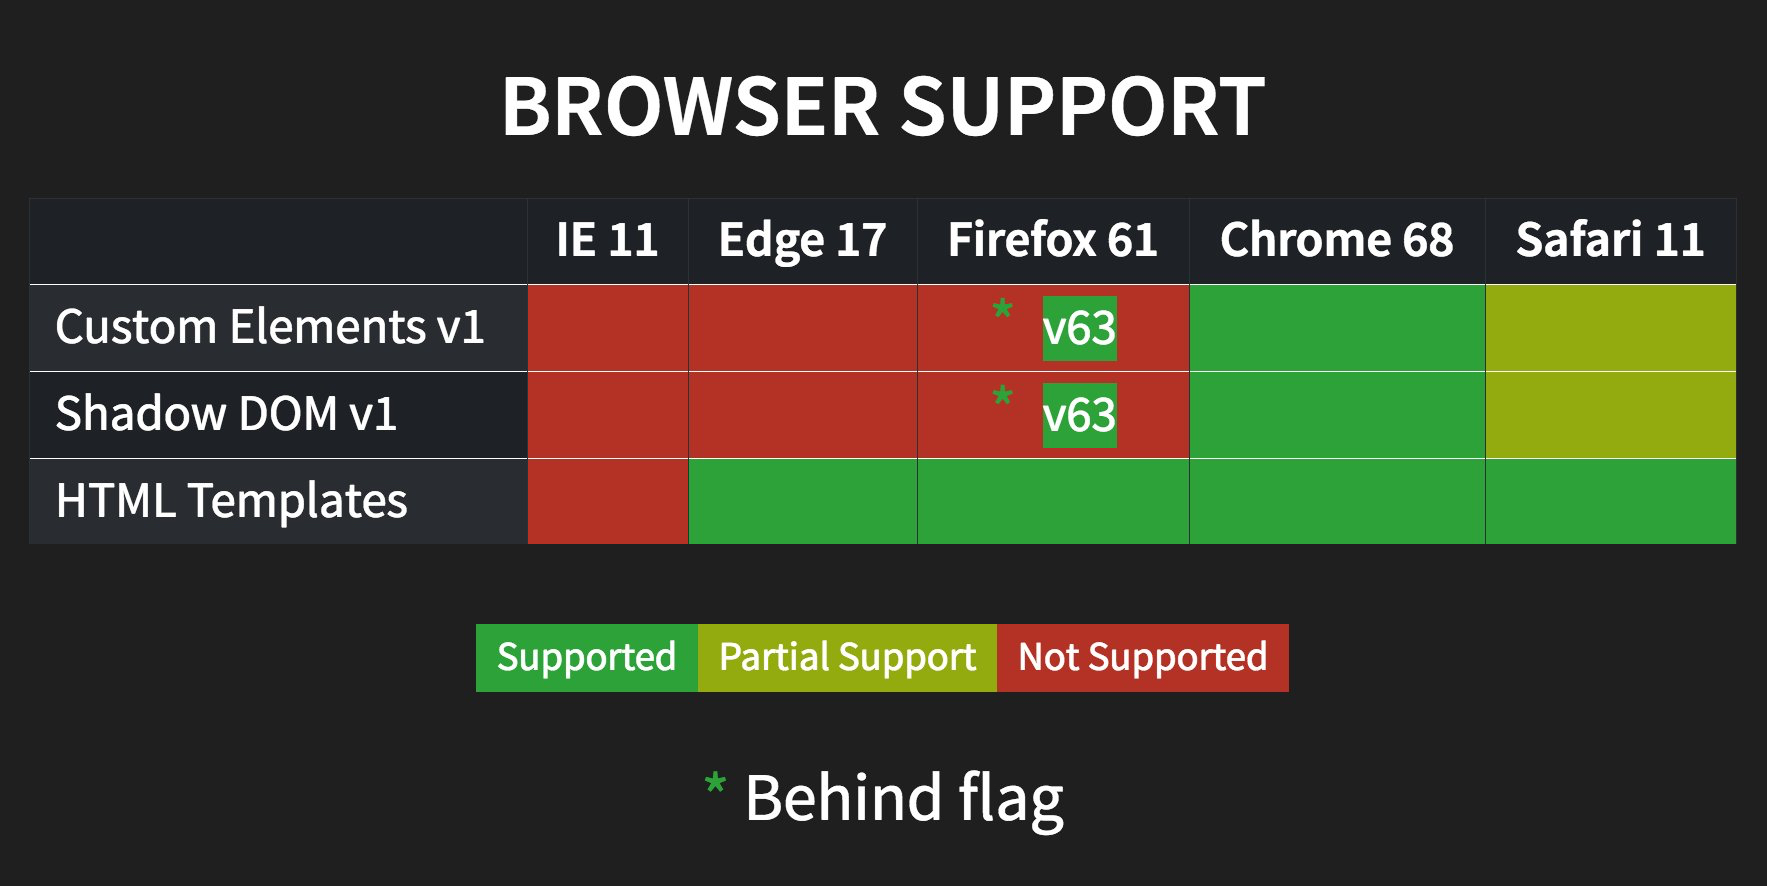 BROWSER SUPPORT
IE 11 Edge 17 Firefox 61 Chrome 68 Safari 11
Custom Elements v1 * v63
Shadow DOM v1 * v63
HTML Templates
Supported Partial Support Not Supported
* Behind flag